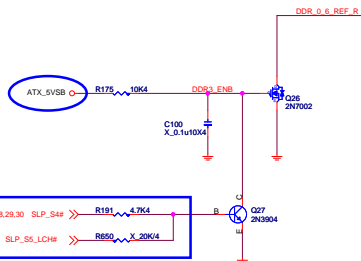 DDR_0_6_REF_R
ATX_5VSB
R175
10K4
DDR3_ENB
Q26
2N7002
C100
X_0.1u10X4
,29,30
SLP_S4#
R191
4.7K4
B
C
E
Q27
2N3904
SLP_S5_LCH#
R650
X_20K/4